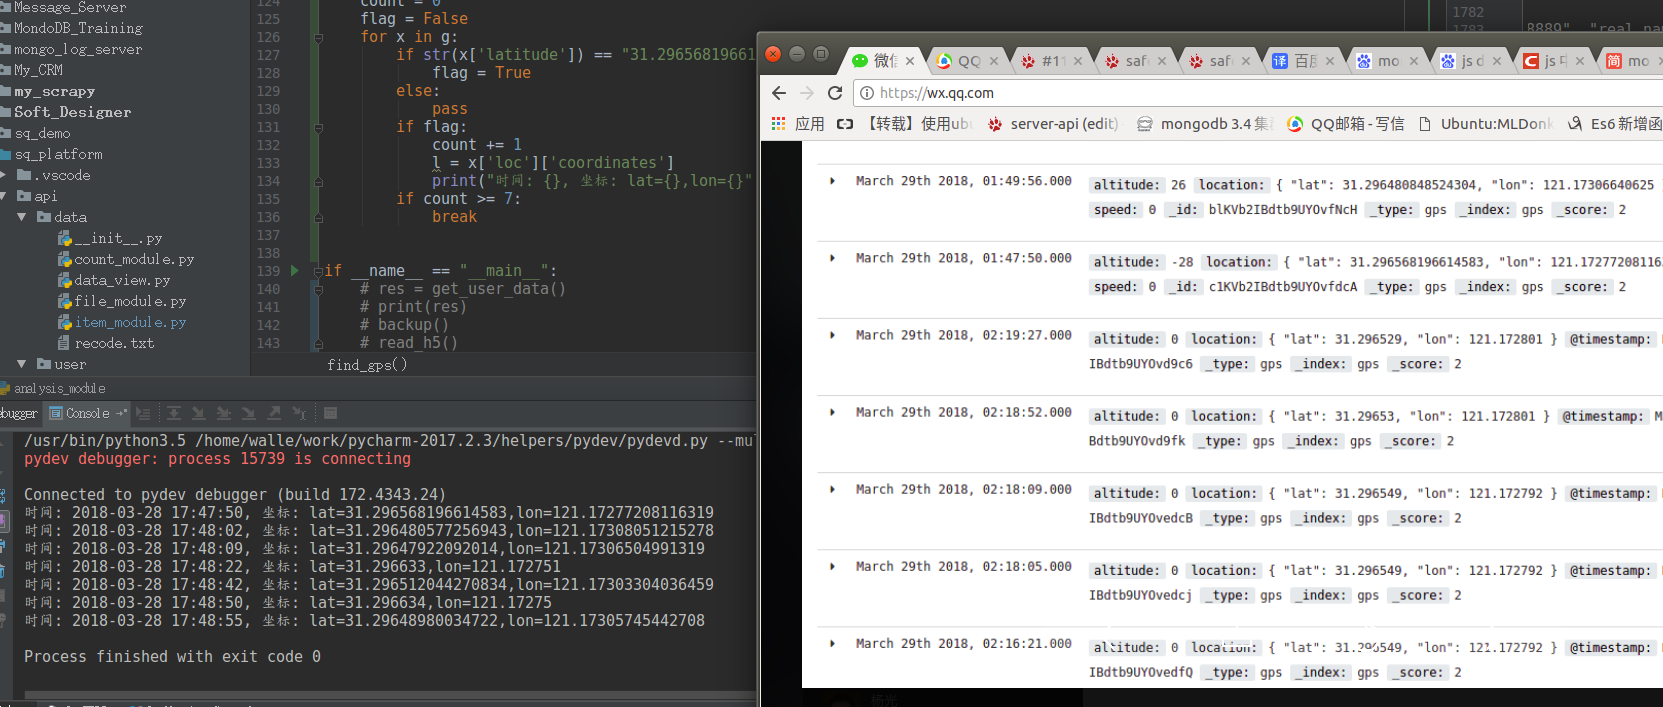 Message_Server
MondoDB_Training
mongo_log_server
My_CRM
my_scrapy
Soft_Designer
sq_demo
sq_platform
.vscode
api
data
__init__.py
count_module.py
data_view.py
file_module.py
item_module.py
recode.txt
user
124 count = 0
125 flag = False
126 for x in g:
127 if str(x['latitude']) == "31.29656819661
128 flag = True
129 else:
130 pass
131 if flag:
132 count += 1
133 l = x['loc']['coordinates']
134 print("时间: {}, 坐标: lat={},lon={}"
135 if count >= 7:
136 break
137
138
139 if __name__ == "__main__":
140 # res = get_user_data()
141 # print(res)
142 # backup()
143 # read_h5()
find_gps()
analysis_module
bugger Console
/usr/bin/python3.5 /home/walle/work/pycharm-2017.2.3/helpers/pydev/pydevd.py --mul
pydev debugger: process 15739 is connecting
Connected to pydev debugger (build 172.4343.24)
时间: 2018-03-28 17:47:50, 坐标: lat=31.296568196614583,lon=121.17277208116319
时间: 2018-03-28 17:48:02, 坐标: lat=31.296480577256943,lon=121.17308051215278
时间: 2018-03-28 17:48:09, 坐标: lat=31.29647922092014,lon=121.17306504991319
时间: 2018-03-28 17:48:22, 坐标: lat=31.296633,lon=121.172751
时间: 2018-03-28 17:48:42, 坐标: lat=31.296512044270834,lon=121.17303304036459
时间: 2018-03-28 17:48:50, 坐标: lat=31.296634,lon=121.17275
时间: 2018-03-28 17:48:55, 坐标: lat=31.29648980034722,lon=121.17305745442708
Process finished with exit code 0
1782
8889", "real_na
微信 QQ #11 saf saf 译 百度 mo js d C js 中 简 mo
https://wx.qq.com
应用 【转载】使用ubu server-api (edit) mongodb 3.4 集 QQ邮箱 - 写信 Ubuntu:MLDonk Es6 新增函
March 29th 2018, 01:49:56.000 altitude: 26 location: { "lat": 31.296480848524304, "lon": 121.17306640625
speed: 0 _id: blKVb2IBdtb9UYOvfNcH _type: gps _index: gps _score: 2
March 29th 2018, 01:47:50.000 altitude: -28 location: { "lat": 31.296568196614583, "lon": 121.1727720811631
speed: 0 _id: c1KVb2IBdtb9UYOvfdcA _type: gps _index: gps _score: 2
March 29th 2018, 02:19:27.000 altitude: 0 location: { "lat": 31.296529, "lon": 121.172801 } @timestamp:
IBdtb9UYOvd9c6 _type: gps _index: gps _score: 2
March 29th 2018, 02:18:52.000 altitude: 0 location: { "lat": 31.29653, "lon": 121.172801 } @timestamp: M
Bdtb9UYOvd9fk _type: gps _index: gps _score: 2
March 29th 2018, 02:18:09.000 altitude: 0 location: { "lat": 31.296549, "lon": 121.172792 } @timestamp:
IBdtb9UYOvedcB _type: gps _index: gps _score: 2
March 29th 2018, 02:18:05.000 altitude: 0 location: { "lat": 31.296549, "lon": 121.172792 } @timestamp:
IBdtb9UYOvedcj _type: gps _index: gps _score: 2
March 29th 2018, 02:16:21.000 altitude: 0 location: { "lat": 31.296549, "lon": 121.172792 } @timestamp:
IBdtb9UYOvedfQ _type: gps _index: gps _score: 2
杨光